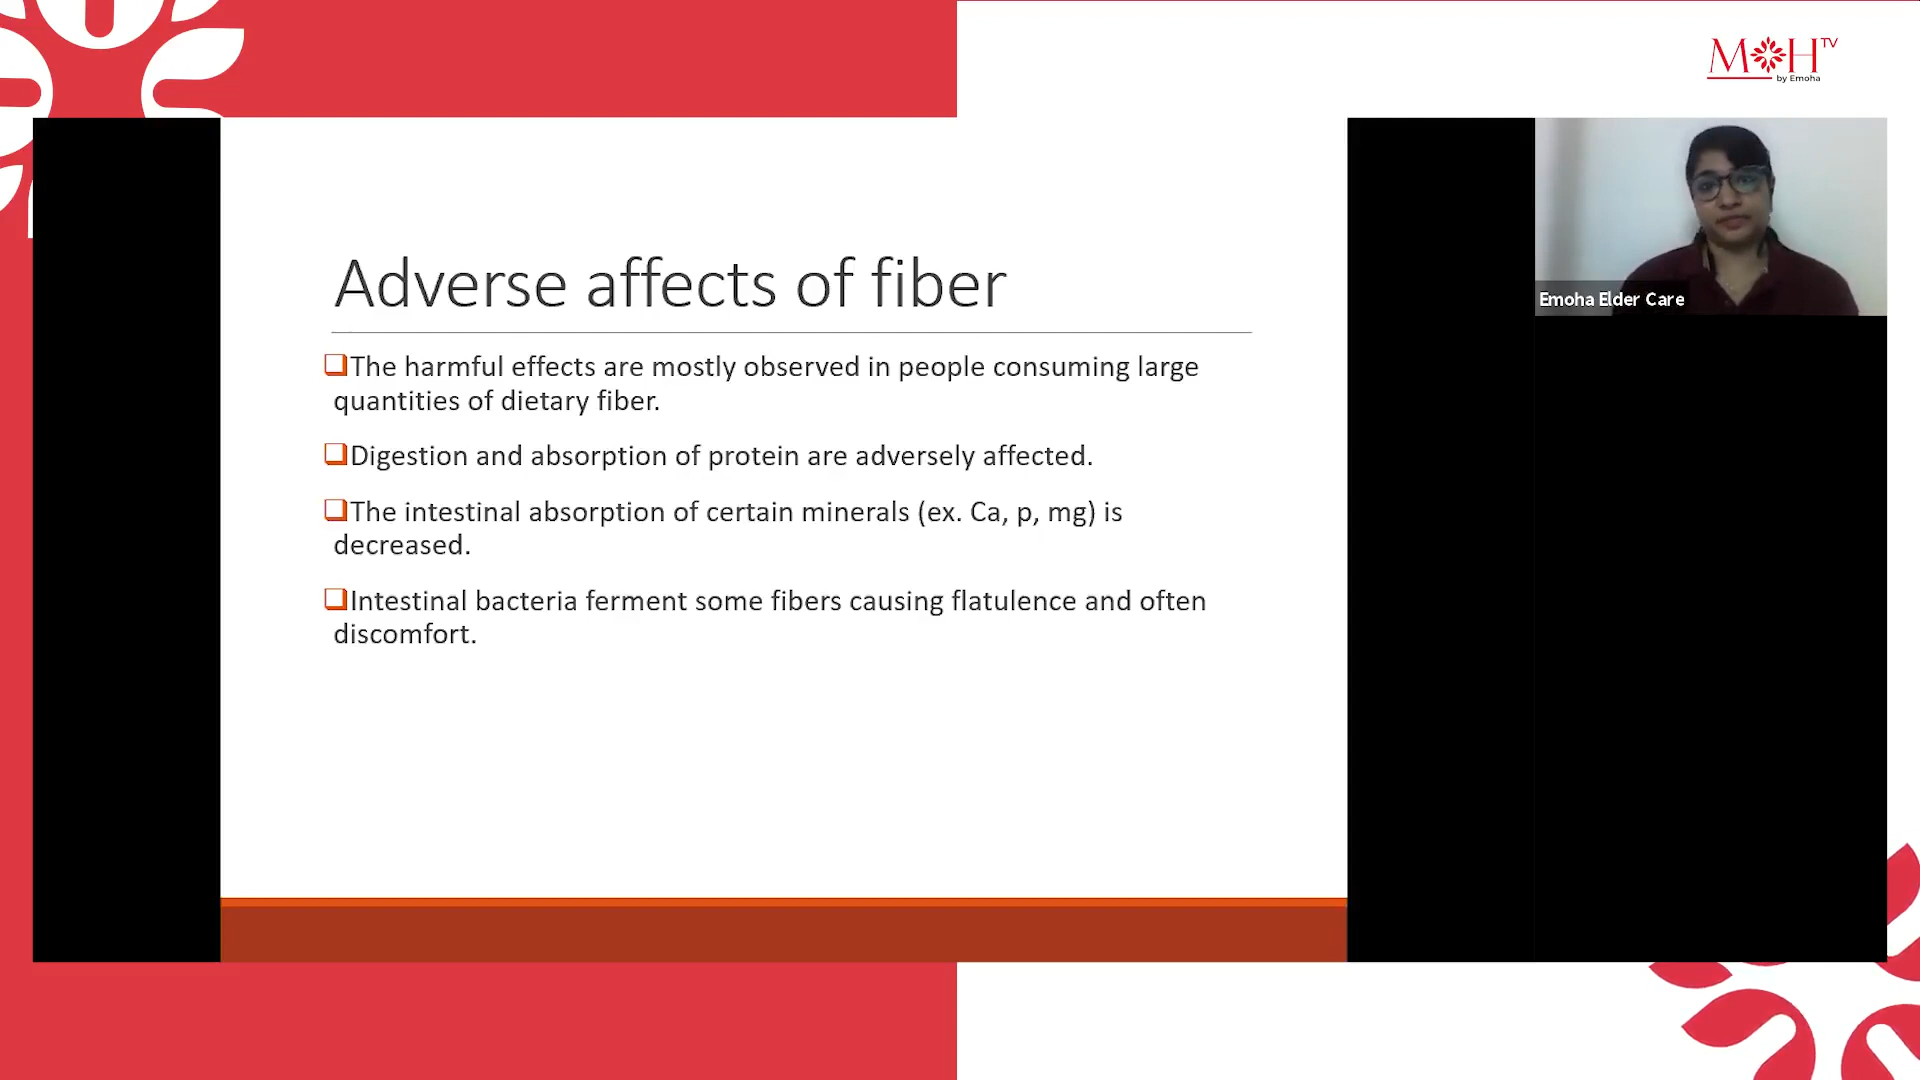 MHTV
by Emoha
Adverse affects of fiber
❑The harmful effects are mostly observed in people consuming large
quantities of dietary fiber.
❑Digestion and absorption of protein are adversely affected.
❑The intestinal absorption of certain minerals (ex. Ca, p, mg) is
decreased.
❑Intestinal bacteria ferment some fibers causing flatulence and often
discomfort.
Emoha Elder Care